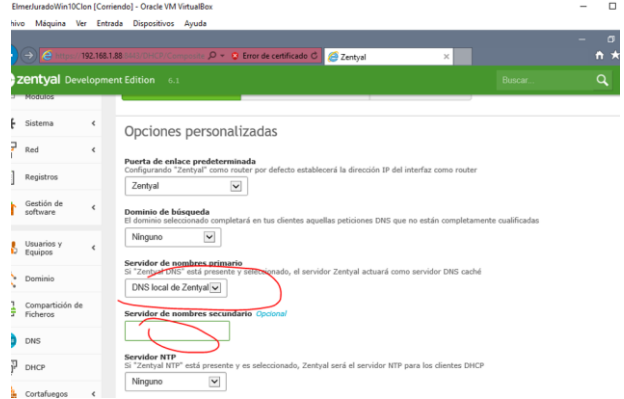 ElmerJuradoWin10Clon [Corriendo] - Oracle VM VirtualBox
hivo Máquina Ver Entrada Dispositivos Ayuda
192.168.1.88 Error de certificado Zentyal
zentyal Development Edition 6.1 Buscar...
Módulos
Sistema
Red
Registros
Gestión de
software
Usuarios y
Equipos
Dominio
Compartición de
Ficheros
DNS
DHCP
Cortafuegos
Opciones personalizadas
Puerta de enlace predeterminada
Configurando "Zentyal" como router por defecto establecerá la dirección IP del interfaz como router
Zentyal
Dominio de búsqueda
El dominio seleccionado completará en tus clientes aquellas peticiones DNS que no están completamente cualificadas
Ninguno
Servidor de nombres primario
Si "Zentyal DNS" está presente y seleccionado, el servidor Zentyal actuará como servidor DNS caché
DNS local de Zentyal
Servidor de nombres secundario Opcional
Servidor NTP
Si "Zentyal NTP" está presente y es seleccionado, Zentyal será el servidor NTP para los clientes DHCP
Ninguno